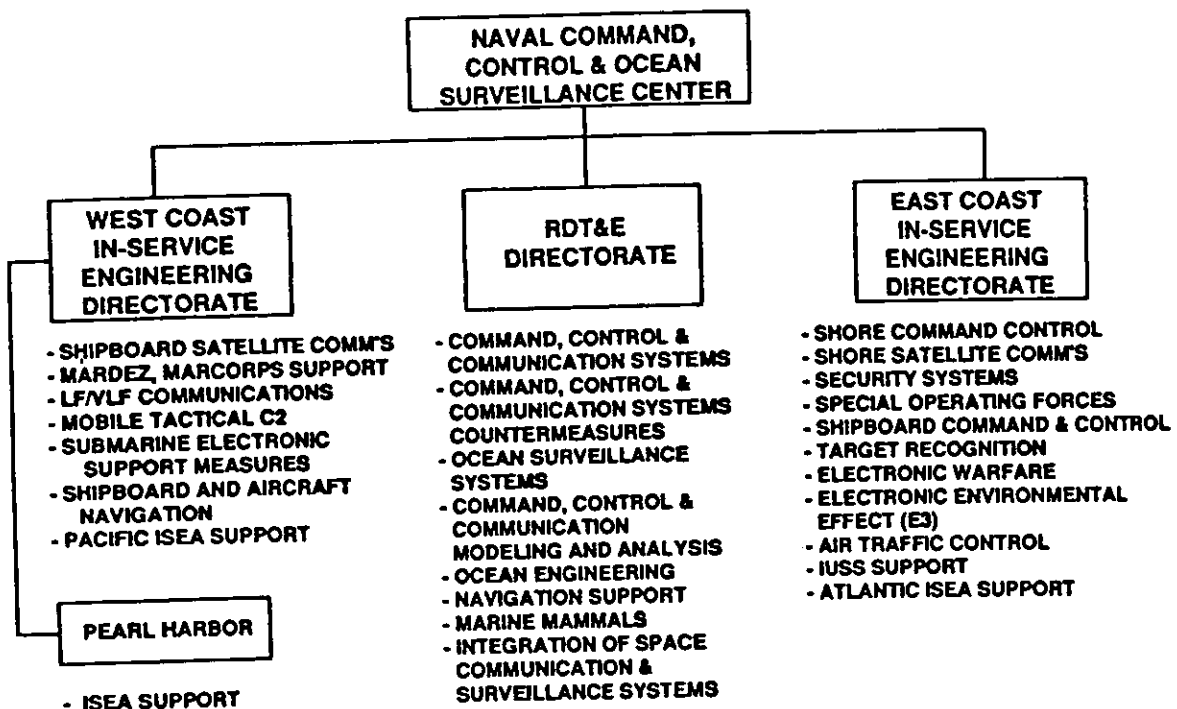 NAVAL COMMAND,
CONTROL & OCEAN
SURVEILLANCE CENTER
WEST COAST
IN-SERVICE
ENGINEERING
DIRECTORATE
- SHIPBOARD SATELLITE COMM'S
- MARDEZ, MARCORPS SUPPORT
- LF/VLF COMMUNICATIONS
- MOBILE TACTICAL C2
- SUBMARINE ELECTRONIC
SUPPORT MEASURES
- SHIPBOARD AND AIRCRAFT
NAVIGATION
- PACIFIC ISEA SUPPORT
PEARL HARBOR
- ISEA SUPPORT
RDT&E
DIRECTORATE
- COMMAND, CONTROL &
COMMUNICATION SYSTEMS
- COMMAND, CONTROL &
COMMUNICATION SYSTEMS
COUNTERMEASURES
- OCEAN SURVEILLANCE
SYSTEMS
- COMMAND, CONTROL &
COMMUNICATION
MODELING AND ANALYSIS
- OCEAN ENGINEERING
- NAVIGATION SUPPORT
- MARINE MAMMALS
- INTEGRATION OF SPACE
COMMUNICATION &
SURVEILLANCE SYSTEMS
EAST COAST
IN-SERVICE
ENGINEERING
DIRECTORATE
- SHORE COMMAND CONTROL
- SHORE SATELLITE COMM'S
- SECURITY SYSTEMS
- SPECIAL OPERATING FORCES
- SHIPBOARD COMMAND & CONTROL
- TARGET RECOGNITION
- ELECTRONIC WARFARE
- ELECTRONIC ENVIRONMENTAL
EFFECT (E3)
- AIR TRAFFIC CONTROL
- IUSS SUPPORT
- ATLANTIC ISEA SUPPORT